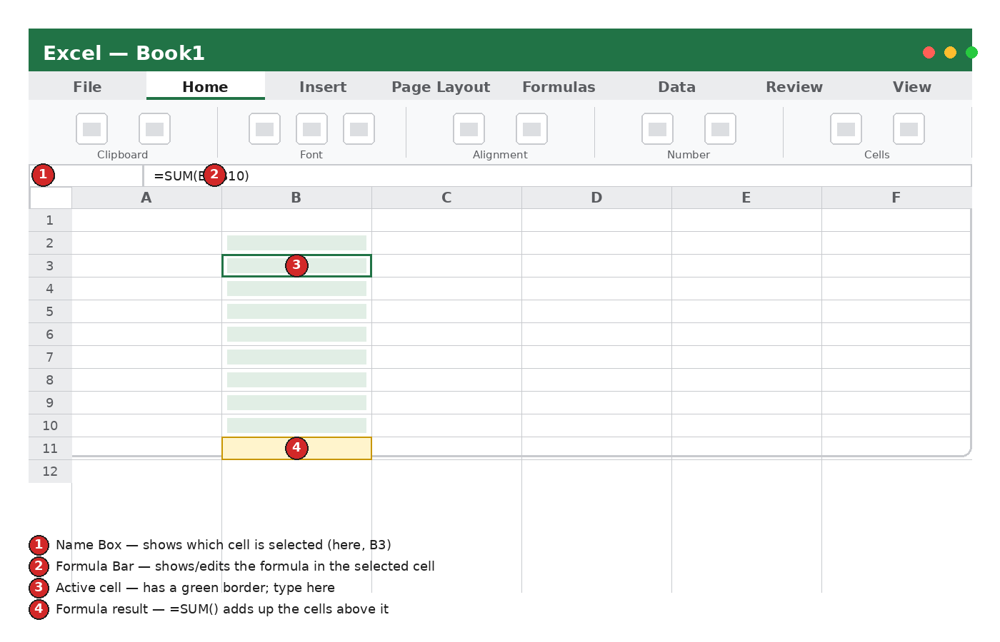 Excel — Book1
File Home Insert Page Layout Formulas Data Review View
Clipboard Font Alignment Number Cells
1 =SUM( 2 10)
A B C D E F
1
2
3 3
4
5
6
7
8
9
10
11 4
12
1 Name Box — shows which cell is selected (here, B3)
2 Formula Bar — shows/edits the formula in the selected cell
3 Active cell — has a green border; type here
4 Formula result — =SUM() adds up the cells above it